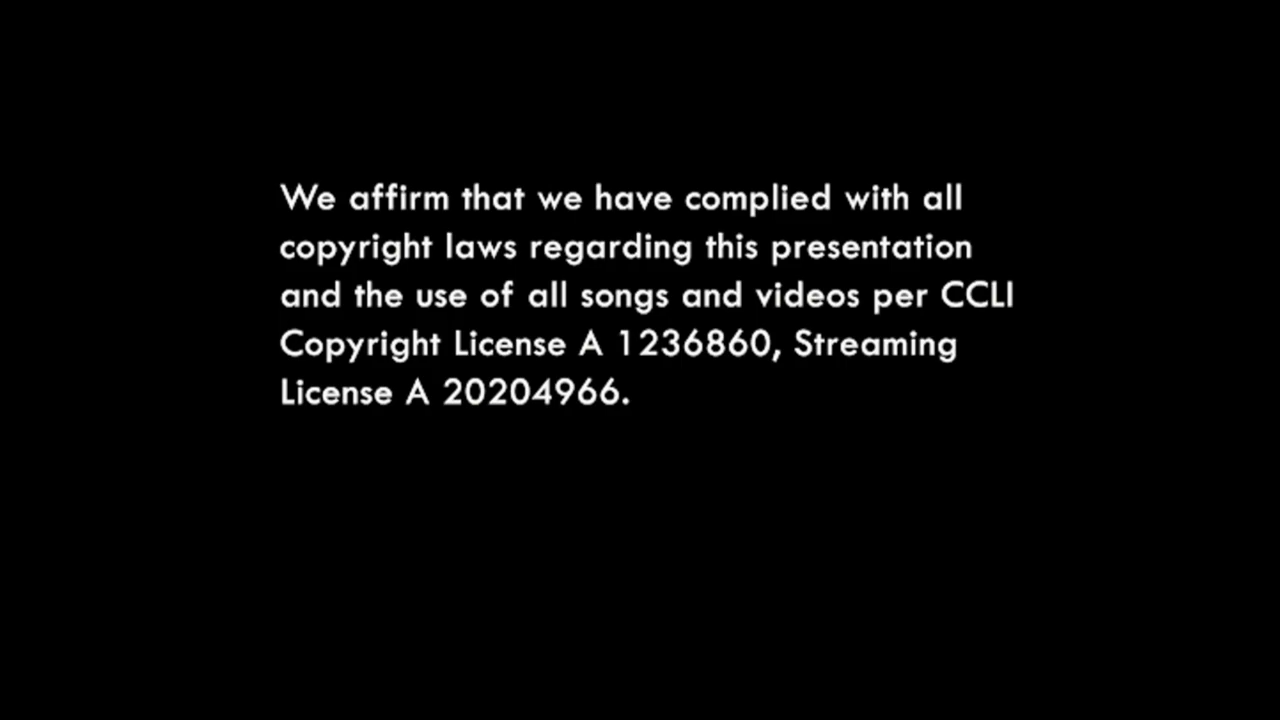 We affirm that we have complied with all
copyright laws regarding this presentation
and the use of all songs and videos per CCLI
Copyright License A 1236860, Streaming
License A 20204966.